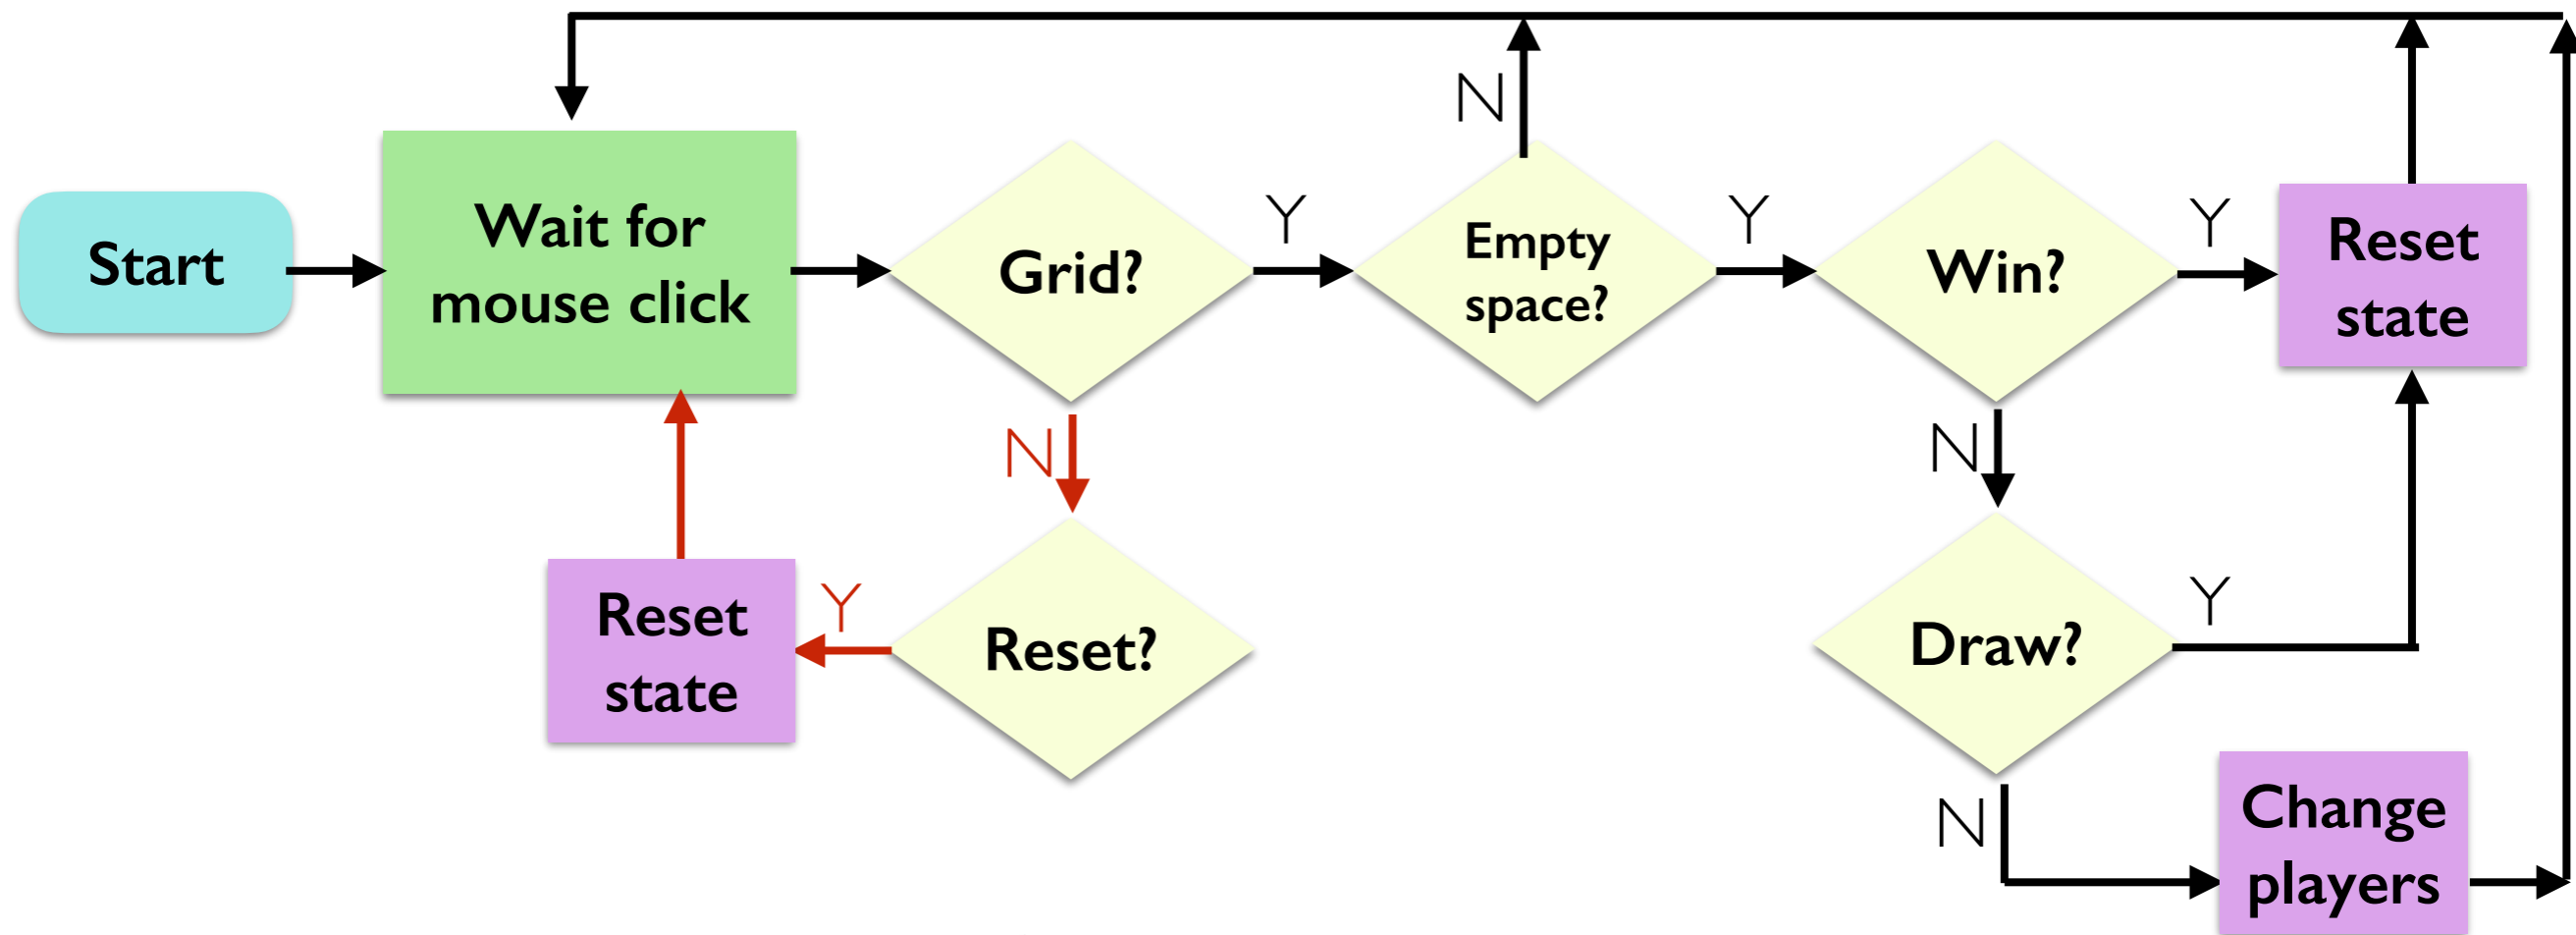 N
Start
Wait for
mouse click
Grid?
Y
Empty
space?
Y
Win?
Y
Reset
state
N
N
Reset
state
Y
Reset?
Draw?
Y
N
Change
players